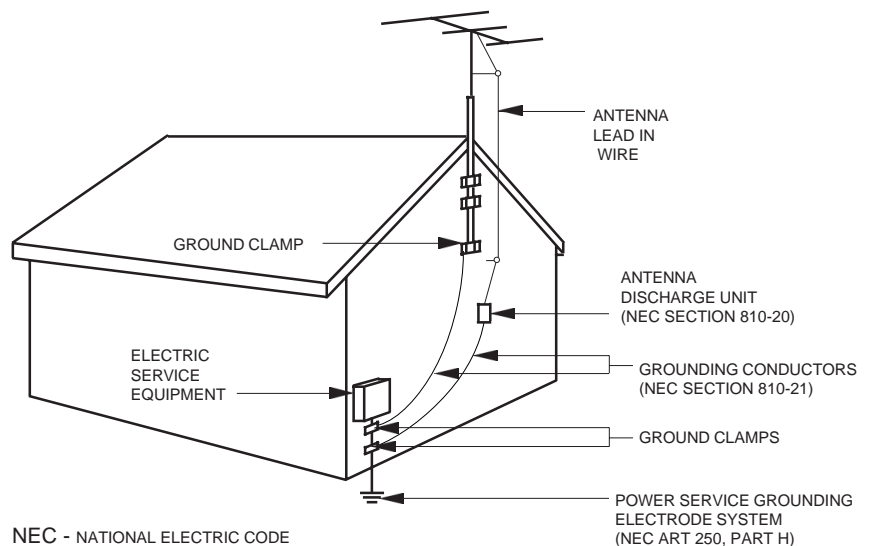 ANTENNA
LEAD IN
WIRE
GROUND CLAMP
ANTENNA
DISCHARGE UNIT
(NEC SECTION 810-20)
ELECTRIC
SERVICE
EQUIPMENT
GROUNDING CONDUCTORS
(NEC SECTION 810-21)
GROUND CLAMPS
POWER SERVICE GROUNDING
ELECTRODE SYSTEM
(NEC ART 250, PART H)
NEC - NATIONAL ELECTRIC CODE